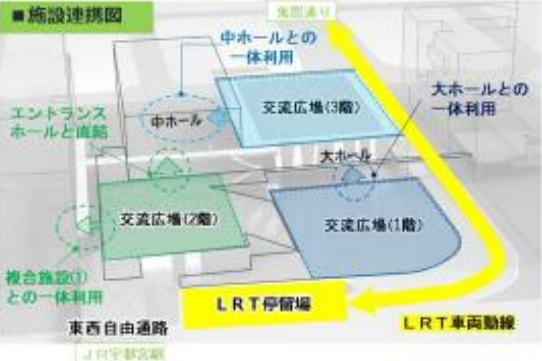 ■施設連携図
鬼怒通り
中ホールとの
一体利用
大ホールとの
一体利用
エントランス
ホールと直結
中ホール
交流広場(3階)
大ホール
交流広場(2階)
交流広場(1階)
複合施設①
との一体利用
LRT停留場
LRT車両動線
東西自由通路
JR宇都宮駅